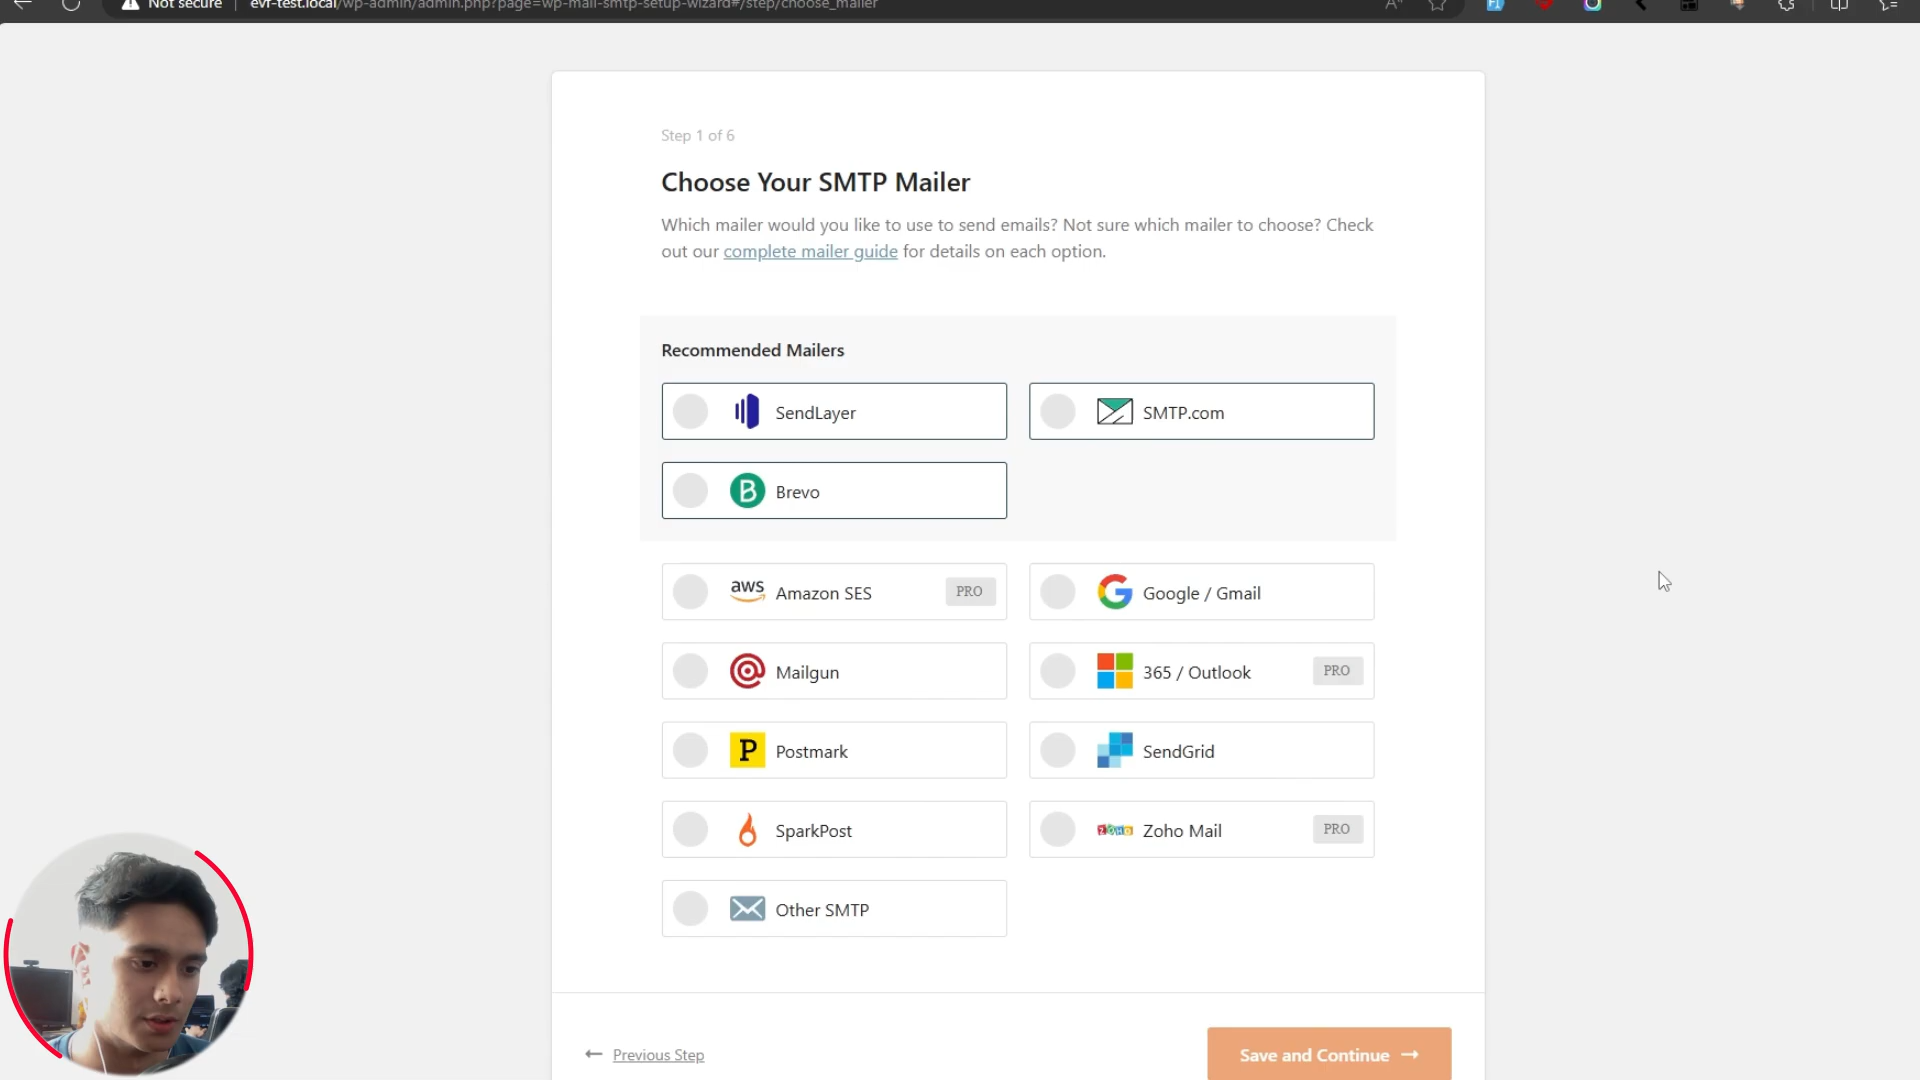 Not secure | evf-test.local/wp-admin/admin.php?page=wp-mail-smtp-setup-wizard#/step/choose_mailer
Step 1 of 6
Choose Your SMTP Mailer
Which mailer would you like to use to send emails? Not sure which mailer to choose? Check
out our complete mailer guide for details on each option.
Recommended Mailers
SendLayer
SMTP.com
B Brevo
aws Amazon SES PRO
Google / Gmail
Mailgun
365 / Outlook PRO
P Postmark
SendGrid
SparkPost
ZOHO Zoho Mail PRO
Other SMTP
← Previous Step
Save and Continue →